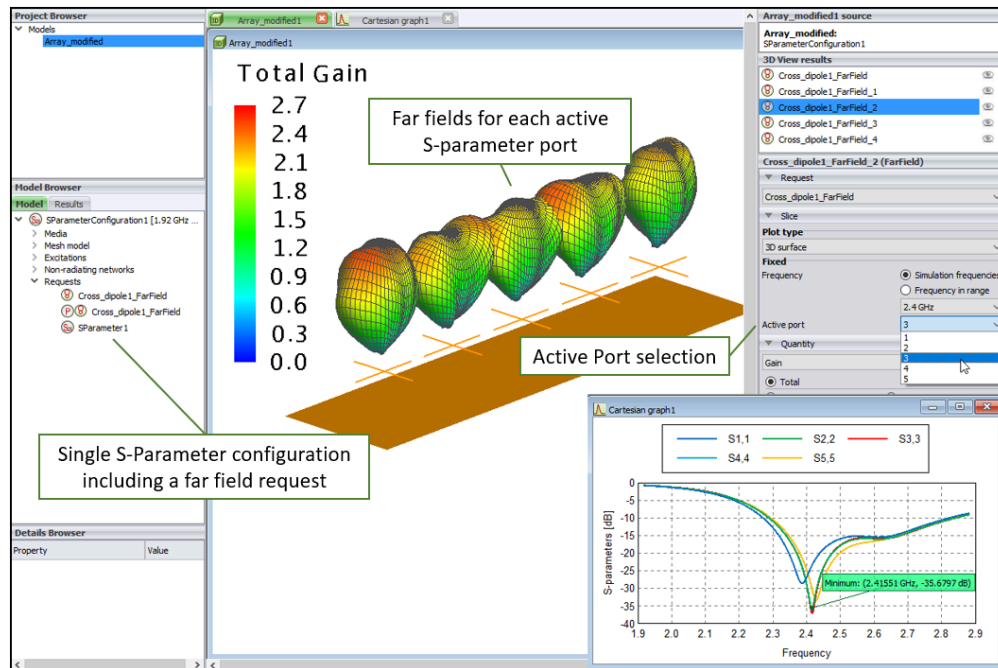 Project Browser
Models
Array_modified
Model Browser
Model Results
SParameterConfiguration1 [1.92 GHz ...
Media
Mesh model
Excitations
Non-radiating networks
Requests
Cross_dipole1_FarField
P Cross_dipole1_FarField
SParameter1
Details Browser
Property Value
3D Array_modified1
Cartesian graph1
3D Array_modified1
Total Gain
2.7
2.4
2.1
1.8
1.5
1.2
0.9
0.6
0.3
0.0
Far fields for each active
S-parameter port
Active Port selection
Single S-Parameter configuration
including a far field request
Array_modified1 source
Array_modified:
SParameterConfiguration1
3D View results
Cross_dipole1_FarField
Cross_dipole1_FarField_1
Cross_dipole1_FarField_2
Cross_dipole1_FarField_3
Cross_dipole1_FarField_4
Cross_dipole1_FarField_2 (FarField)
Request
Cross_dipole1_FarField
Slice
Plot type
3D surface
Fixed
Frequency
Simulation frequencies
Frequency in range
2.4 GHz
Active port 3
1
2
3
4
5
Quantity
Gain
Total
Cartesian graph1
S1,1 S2,2 S3,3
S4,4 S5,5
S-parameters [dB]
0
-5
-10
-15
-20
-25
-30
-35
-40
Minimum: (2.41551 GHz, -35.6797 dB)
1.9 2.0 2.1 2.2 2.3 2.4 2.5 2.6 2.7 2.8 2.9
Frequency